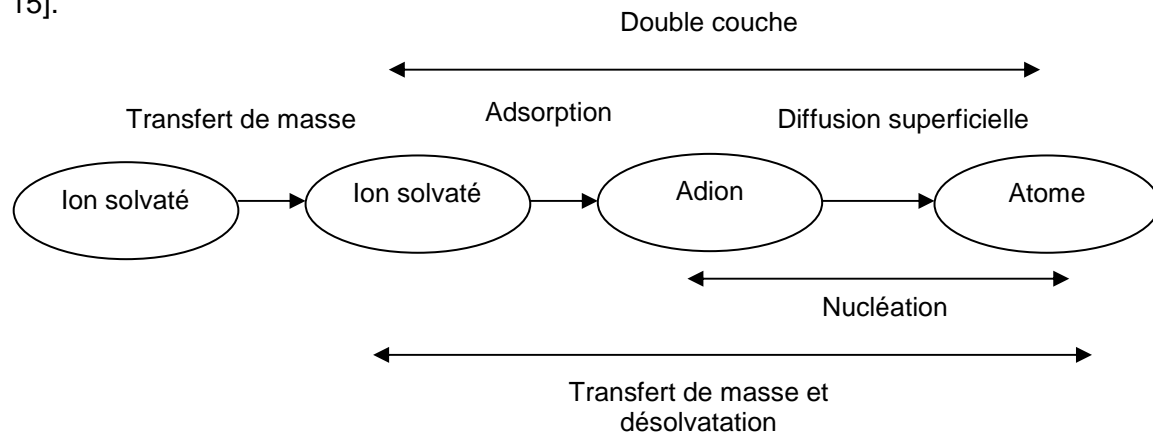 15].
Double couche
Transfert de masse
Adsorption
Diffusion superficielle
Ion solvaté
Ion solvaté
Adion
Atome
Nucléation
Transfert de masse et
désolvatation